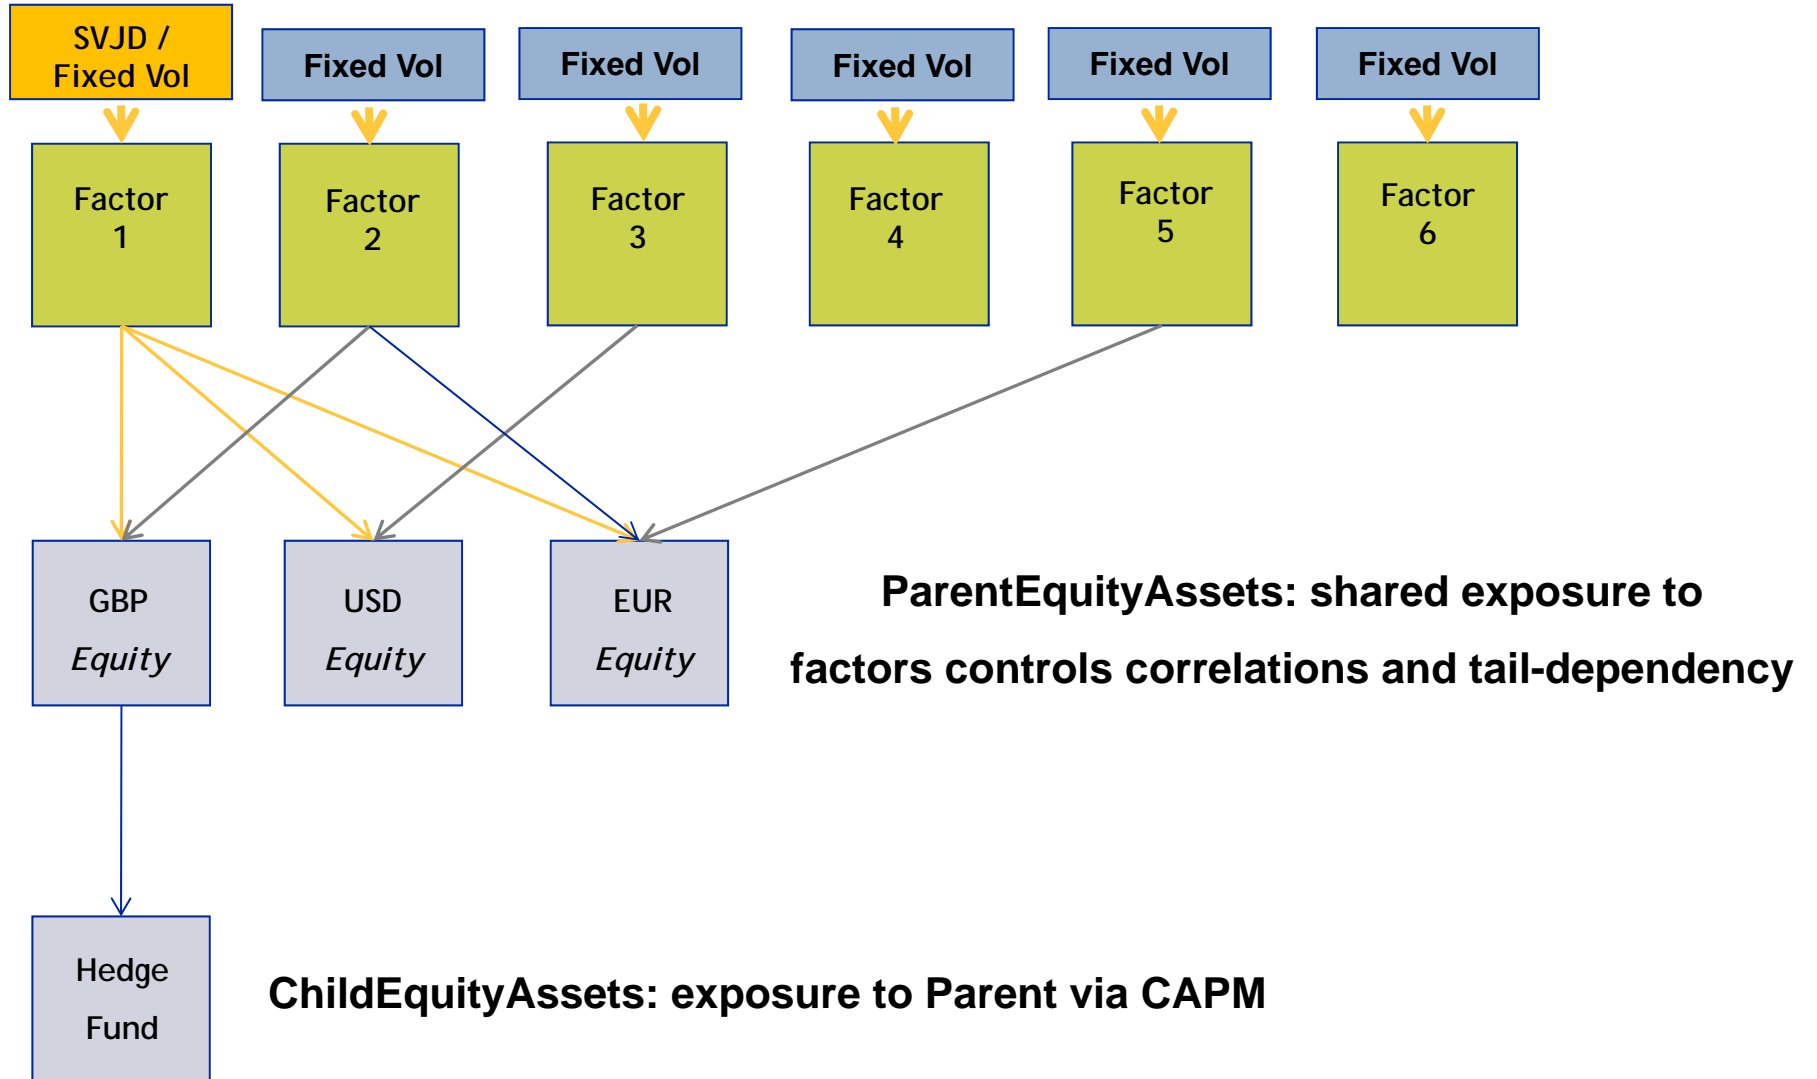 SVJD /
Fixed Vol
Fixed Vol
Fixed Vol
Fixed Vol
Fixed Vol
Fixed Vol
Factor
1
Factor
2
Factor
3
Factor
4
Factor
5
Factor
6
GBP
Equity
USD
Equity
EUR
Equity
ParentEquityAssets: shared exposure to
factors controls correlations and tail-dependency
Hedge
Fund
ChildEquityAssets: exposure to Parent via CAPM